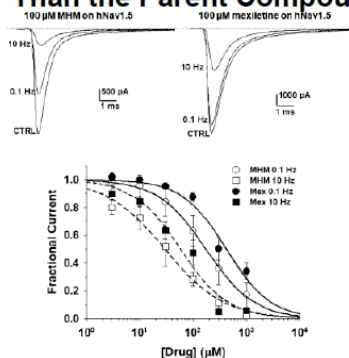 Than the Parent Compou
100 μM MHM on hNav1.5
100 μM mexiletine on hNav1.5
10 Hz
0.1 Hz
CTRL
500 pA
1 ms
10 Hz
0.1 Hz
CTRL
1000 pA
1 ms
Fractional Current
1.0
0.8
0.6
0.4
0.2
0.0
MHM 0.1 Hz
MHM 10 Hz
Mex 0.1 Hz
Mex 10 Hz
10⁰ 10¹ 10² 10³ 10⁴
[Drug] (μM)